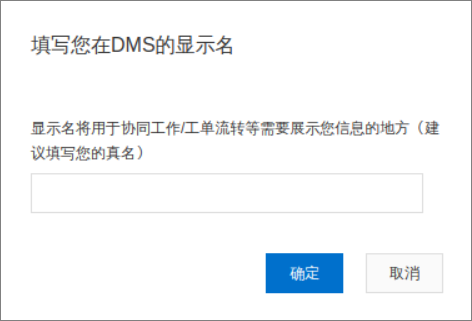 填写您在DMS的显示名
显示名将用于协同工作/工单流转等需要展示您信息的地方（建
议填写您的真名）
确定
取消